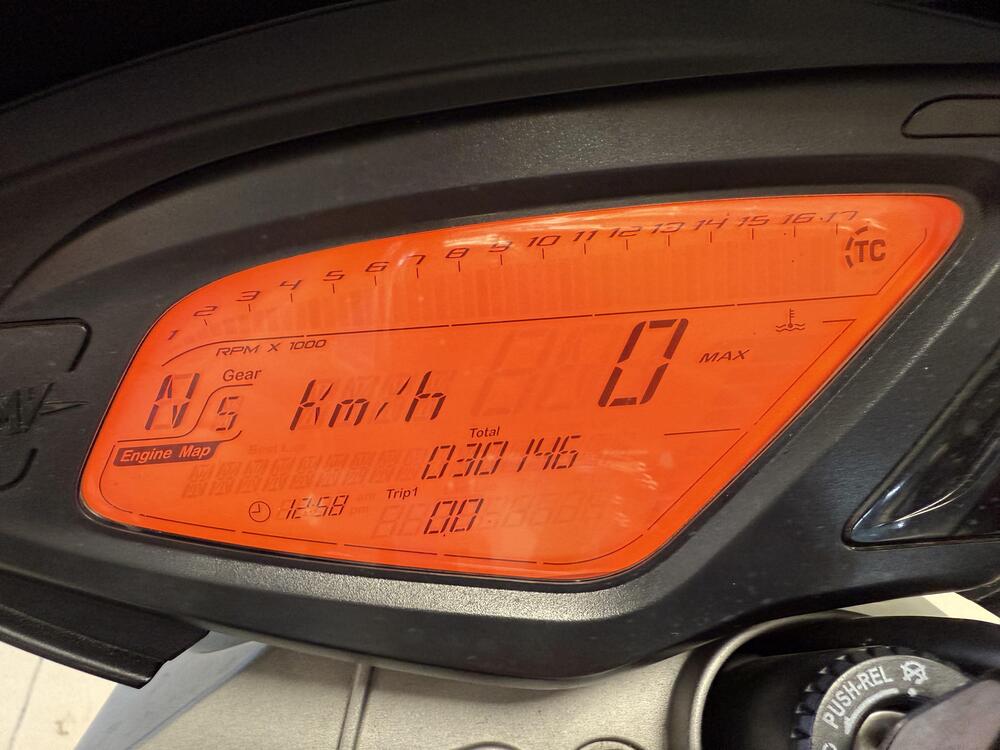 1 2 3 4 5 6 7 8 9 10 11 12 13 14 15 16 17
TC
RPM X 1000
N Gear S Km/h 0 MAX
Engine Map
Total
030146
12:58
Trip1
0.0
PUSH-REL